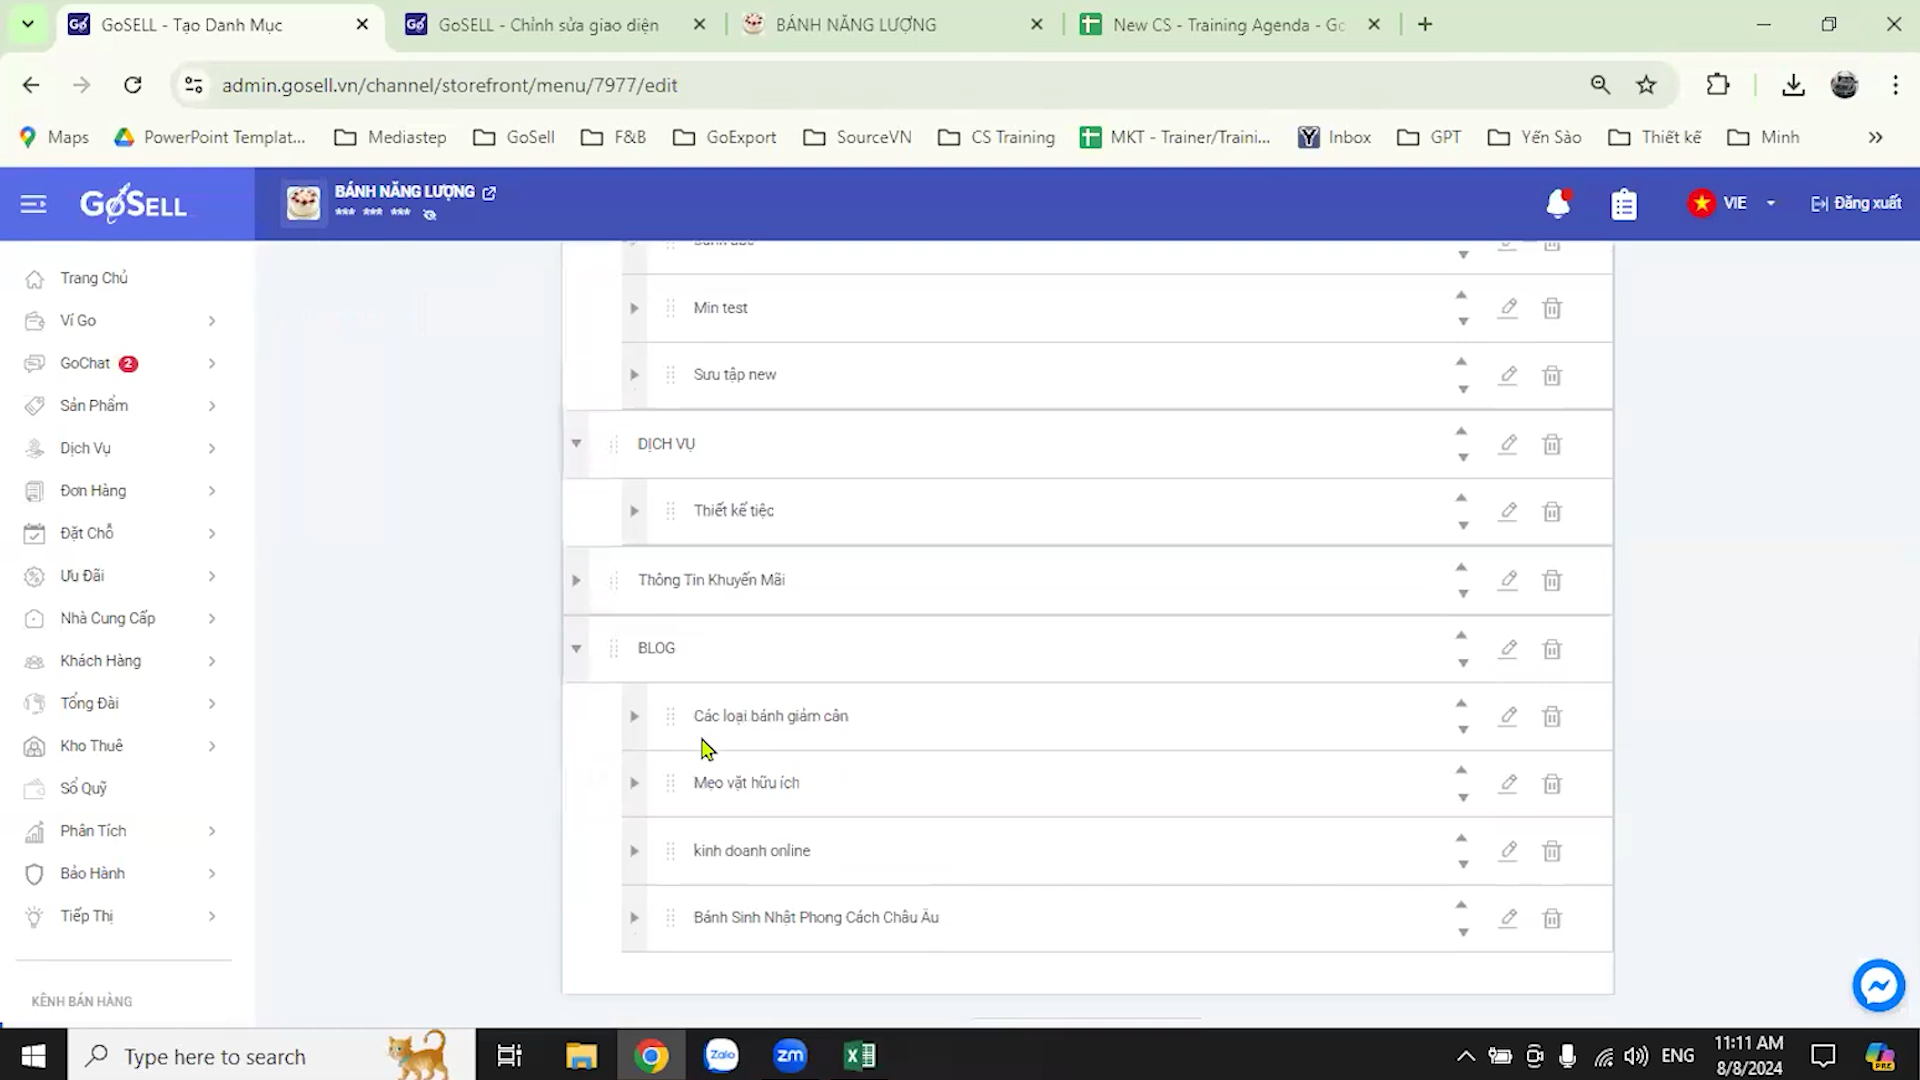 GoSELL - Tạo Danh Mục
GoSELL - Chỉnh sửa giao diện
BÁNH NĂNG LƯỢNG
New CS - Training Agenda - Go
admin.gosell.vn/channel/storefront/menu/7977/edit
Maps
PowerPoint Templat...
Mediastep
GoSell
F&B
GoExport
SourceVN
CS Training
MKT - Trainer/Traini...
Inbox
GPT
Yến Sào
Thiết kế
Minh
GOSELL
BÁNH NĂNG LƯỢNG
*** *** ***
VIE
Đăng xuất
Trang Chủ
Ví Go
GoChat 2
Sản Phẩm
Dịch Vụ
Đơn Hàng
Đặt Chỗ
Ưu Đãi
Nhà Cung Cấp
Khách Hàng
Tổng Đài
Kho Thuê
Sổ Quỹ
Phân Tích
Bảo Hành
Tiếp Thị
KÊNH BÁN HÀNG
Min test
Sưu tập new
DỊCH VỤ
Thiết kế tiệc
Thông Tin Khuyến Mãi
BLOG
Các loại bánh giảm cân
Mẹo vặt hữu ích
kinh doanh online
Bánh Sinh Nhật Phong Cách Châu Âu
Type here to search
Zalo
zm
ENG
11:11 AM
8/8/2024
PRE